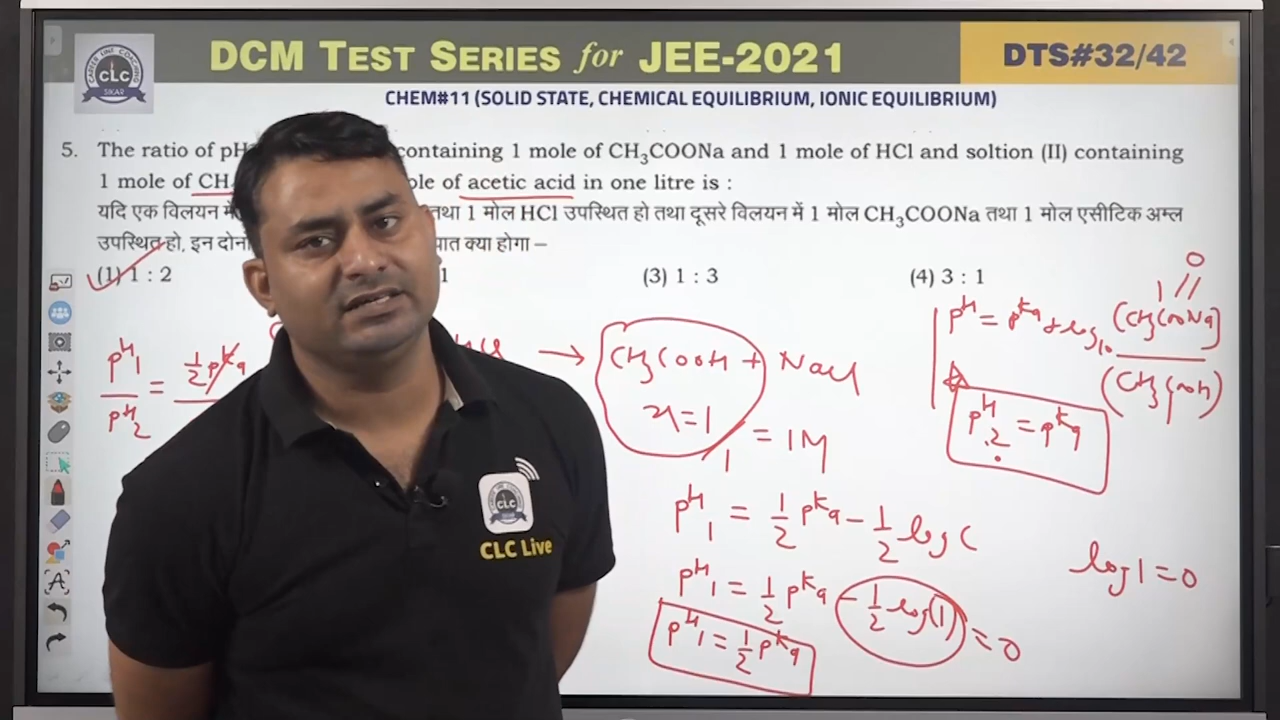 DCM TEST SERIES for JEE-2021
DTS#32/42
CLC
SIKAR
CHEM#11 (SOLID STATE, CHEMICAL EQUILIBRIUM, IONIC EQUILIBRIUM)
5. The ratio of pH containing 1 mole of CH₃COONa and 1 mole of HCl and soltion (II) containing
1 mole of CH ole of acetic acid in one litre is :
यदि एक विलयन में तथा 1 मोल HCl उपस्थित हो तथा दूसरे विलयन में 1 मोल CH₃COONa तथा 1 मोल एसीटिक अम्ल
उपस्थित हो, इन दोनो पात क्या होगा –
(1) 1 : 2 1 (3) 1 : 3 (4) 3 : 1
pH₁/pH₂ = ½pKa
→ CH₃COOH + NaCl
x=1
= 1M
pH₁ = ½ pKa - ½ log C
pH₁ = ½ pKa - ½ log(1) = 0
pH₁ = ½ pKa
pH = pKa + log₁₀ (CH₃COONa)/(CH₃COOH)
pH₂ = pKa
log1 = 0
CLC
CLC Live